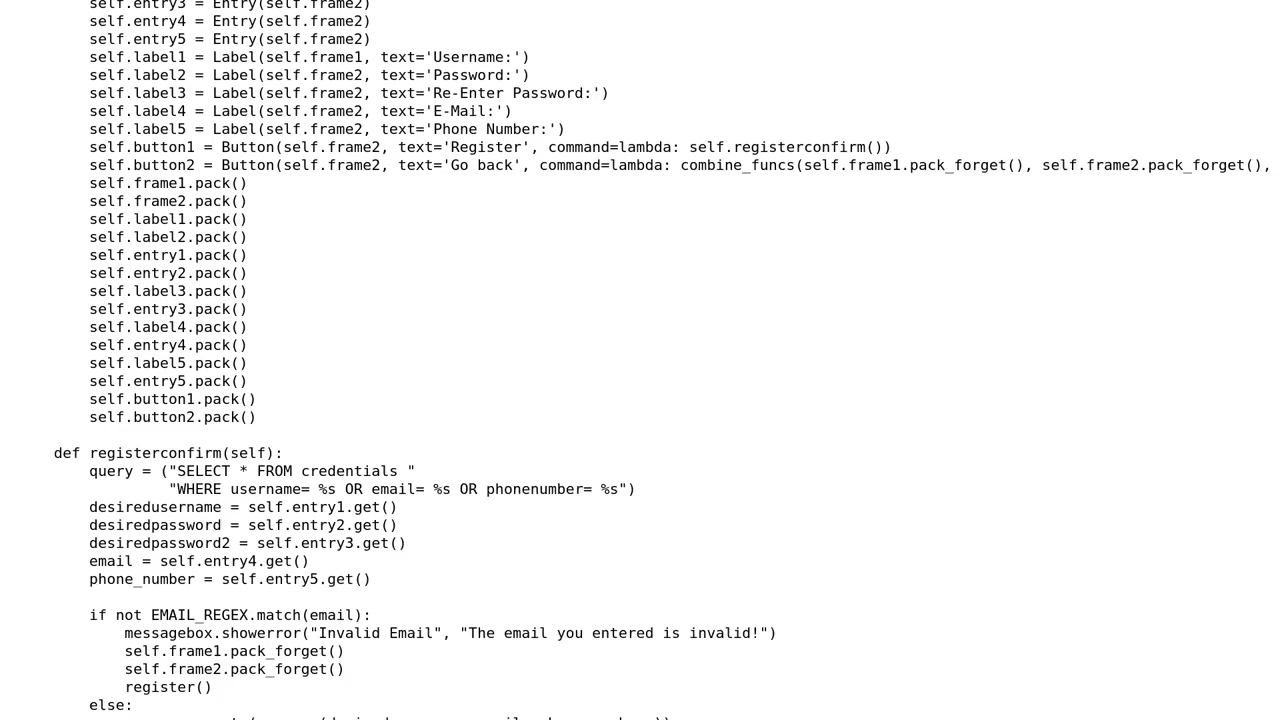 self.entry3 = Entry(self.frame2)
        self.entry4 = Entry(self.frame2)
        self.entry5 = Entry(self.frame2)
        self.label1 = Label(self.frame1, text='Username:')
        self.label2 = Label(self.frame2, text='Password:')
        self.label3 = Label(self.frame2, text='Re-Enter Password:')
        self.label4 = Label(self.frame2, text='E-Mail:')
        self.label5 = Label(self.frame2, text='Phone Number:')
        self.button1 = Button(self.frame2, text='Register', command=lambda: self.registerconfirm())
        self.button2 = Button(self.frame2, text='Go back', command=lambda: combine_funcs(self.frame1.pack_forget(), self.frame2.pack_forget(),
        self.frame1.pack()
        self.frame2.pack()
        self.label1.pack()
        self.label2.pack()
        self.entry1.pack()
        self.entry2.pack()
        self.label3.pack()
        self.entry3.pack()
        self.label4.pack()
        self.entry4.pack()
        self.label5.pack()
        self.entry5.pack()
        self.button1.pack()
        self.button2.pack()

    def registerconfirm(self):
        query = ("SELECT * FROM credentials "
                 "WHERE username= %s OR email= %s OR phonenumber= %s")
        desiredusername = self.entry1.get()
        desiredpassword = self.entry2.get()
        desiredpassword2 = self.entry3.get()
        email = self.entry4.get()
        phone_number = self.entry5.get()

        if not EMAIL_REGEX.match(email):
            messagebox.showerror("Invalid Email", "The email you entered is invalid!")
            self.frame1.pack_forget()
            self.frame2.pack_forget()
            register()
        else: